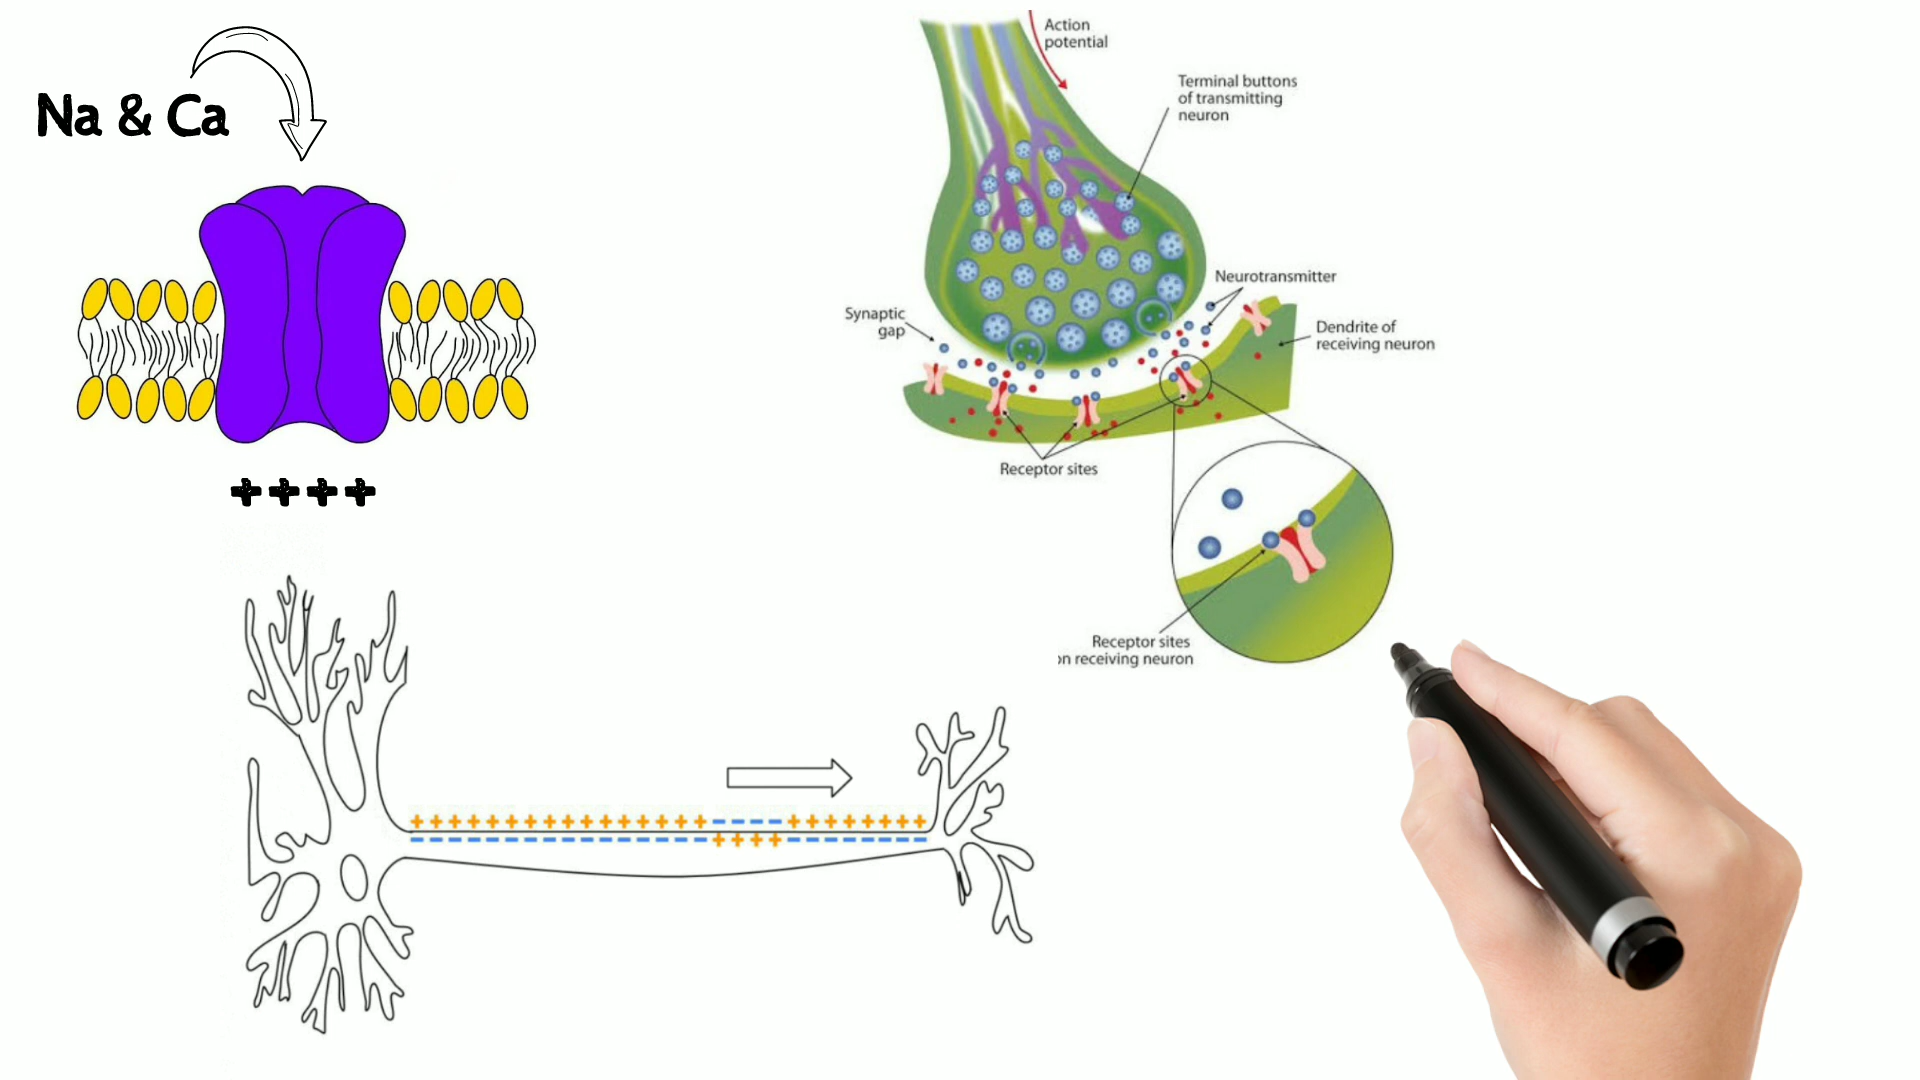 Na & Ca
++++
Action
potential
Terminal buttons
of transmitting
neuron
Neurotransmitter
Synaptic
gap
Dendrite of
receiving neuron
Receptor sites
Receptor sites
on receiving neuron